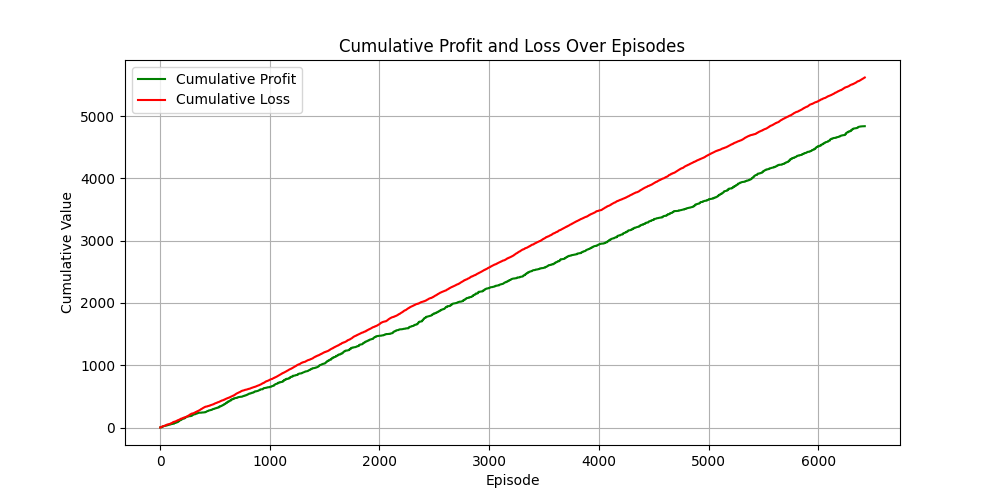 Cumulative Profit and Loss Over Episodes
Cumulative Profit
Cumulative Loss
5000
4000
3000
2000
1000
0
Cumulative Value
0 1000 2000 3000 4000 5000 6000
Episode